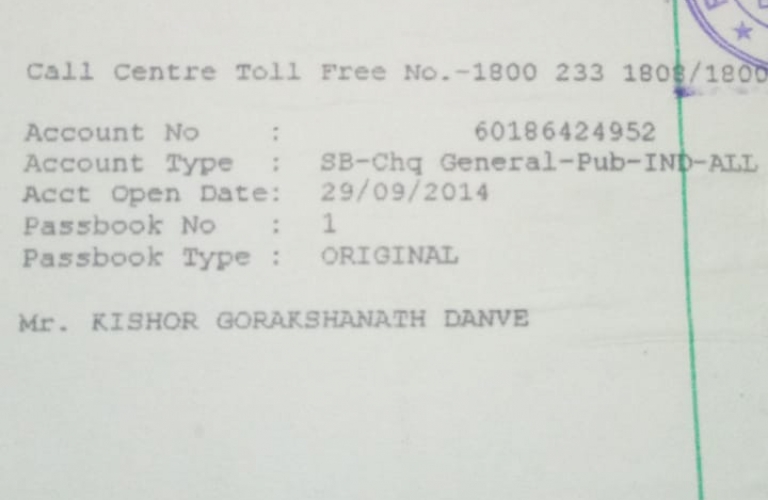 Call Centre Toll Free No.-1800 233 1808/1800
Account No : 60186424952
Account Type : SB-Chq General-Pub-IND-ALL
Acct Open Date: 29/09/2014
Passbook No : 1
Passbook Type : ORIGINAL
Mr. KISHOR GORAKSHANATH DANVE